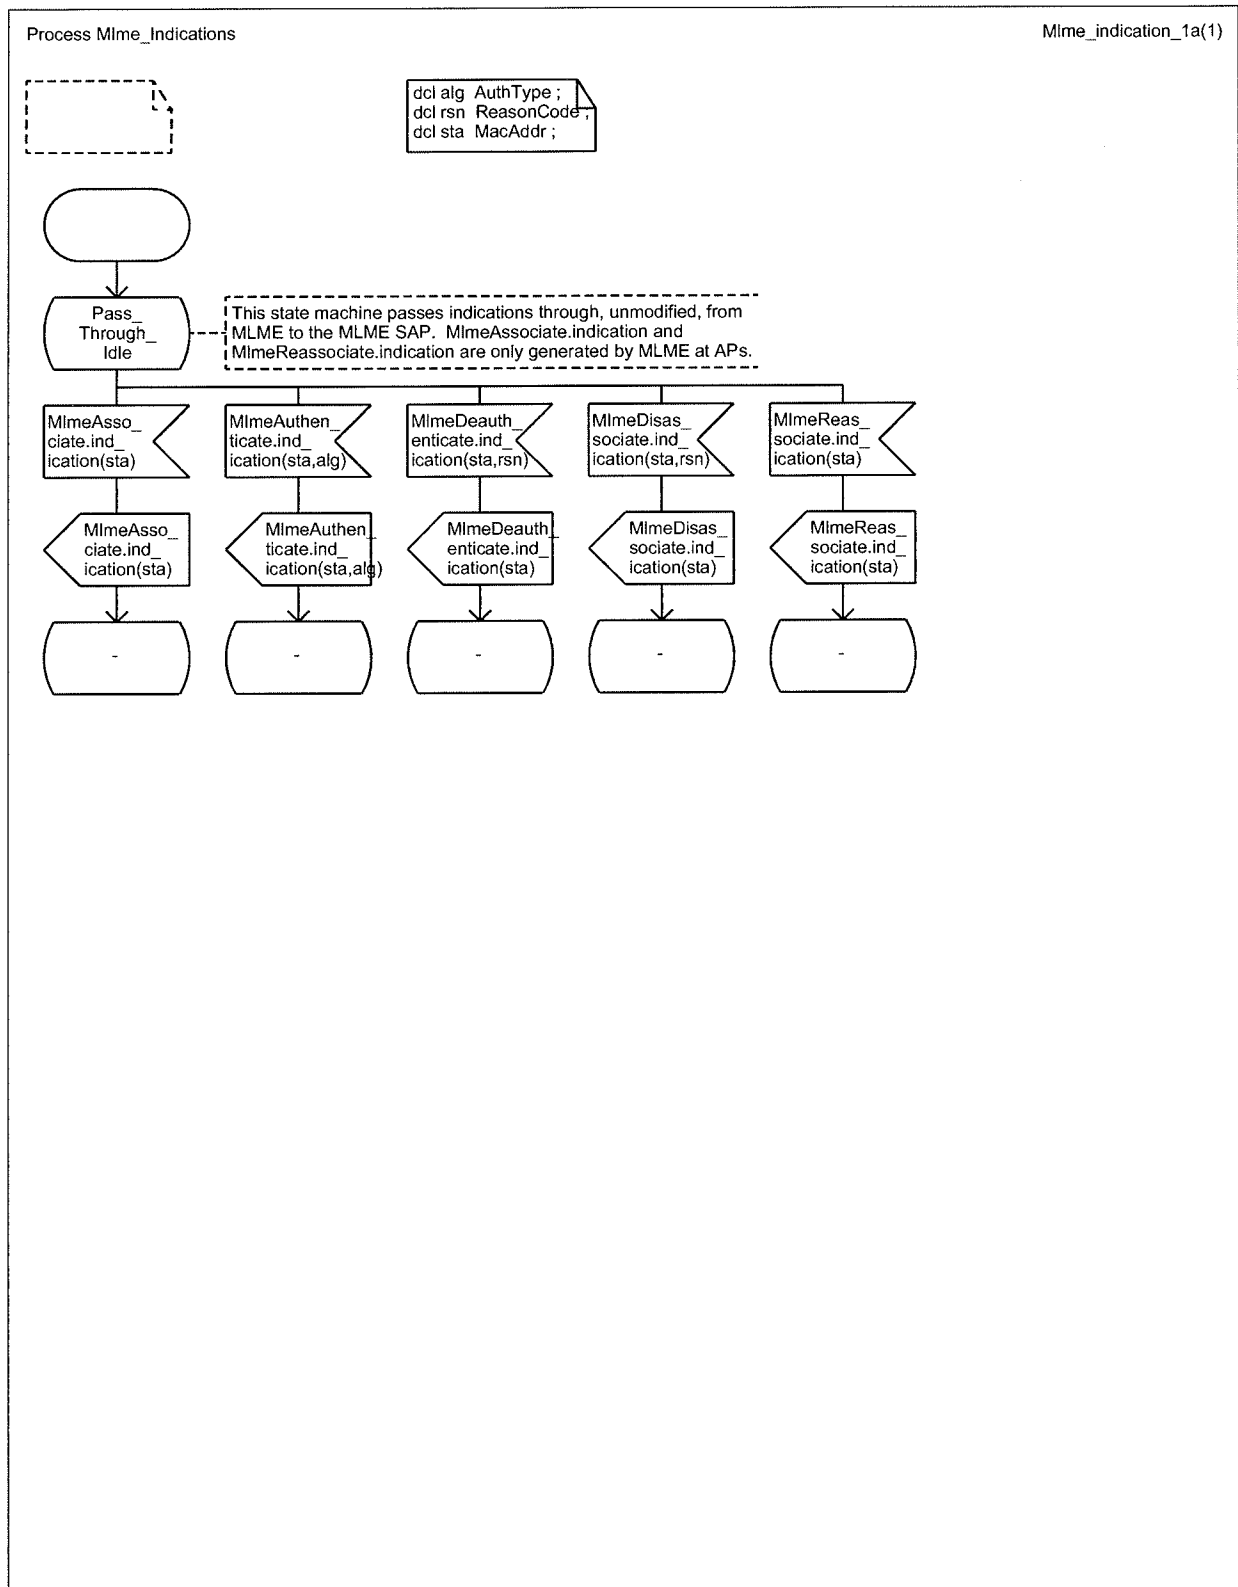 Process Mlme_Indications
Mlme_indication_1a(1)
dcl alg AuthType ;
dcl rsn ReasonCode ;
dcl sta MacAddr ;
Pass_
Through_
Idle
This state machine passes indications through, unmodified, from
MLME to the MLME SAP. MlmeAssociate.indication and
MlmeReassociate.indication are only generated by MLME at APs.
MlmeAsso_
ciate.ind_
ication(sta)
MlmeAuthen_
ticate.ind_
ication(sta,alg)
MlmeDeauth_
enticate.ind_
ication(sta,rsn)
MlmeDisas_
sociate.ind_
ication(sta,rsn)
MlmeReas_
sociate.ind_
ication(sta)
MlmeAsso_
ciate.ind_
ication(sta)
MlmeAuthen_
ticate.ind_
ication(sta,alg)
MlmeDeauth_
enticate.ind_
ication(sta)
MlmeDisas_
sociate.ind_
ication(sta)
MlmeReas_
sociate.ind_
ication(sta)
-
-
-
-
-